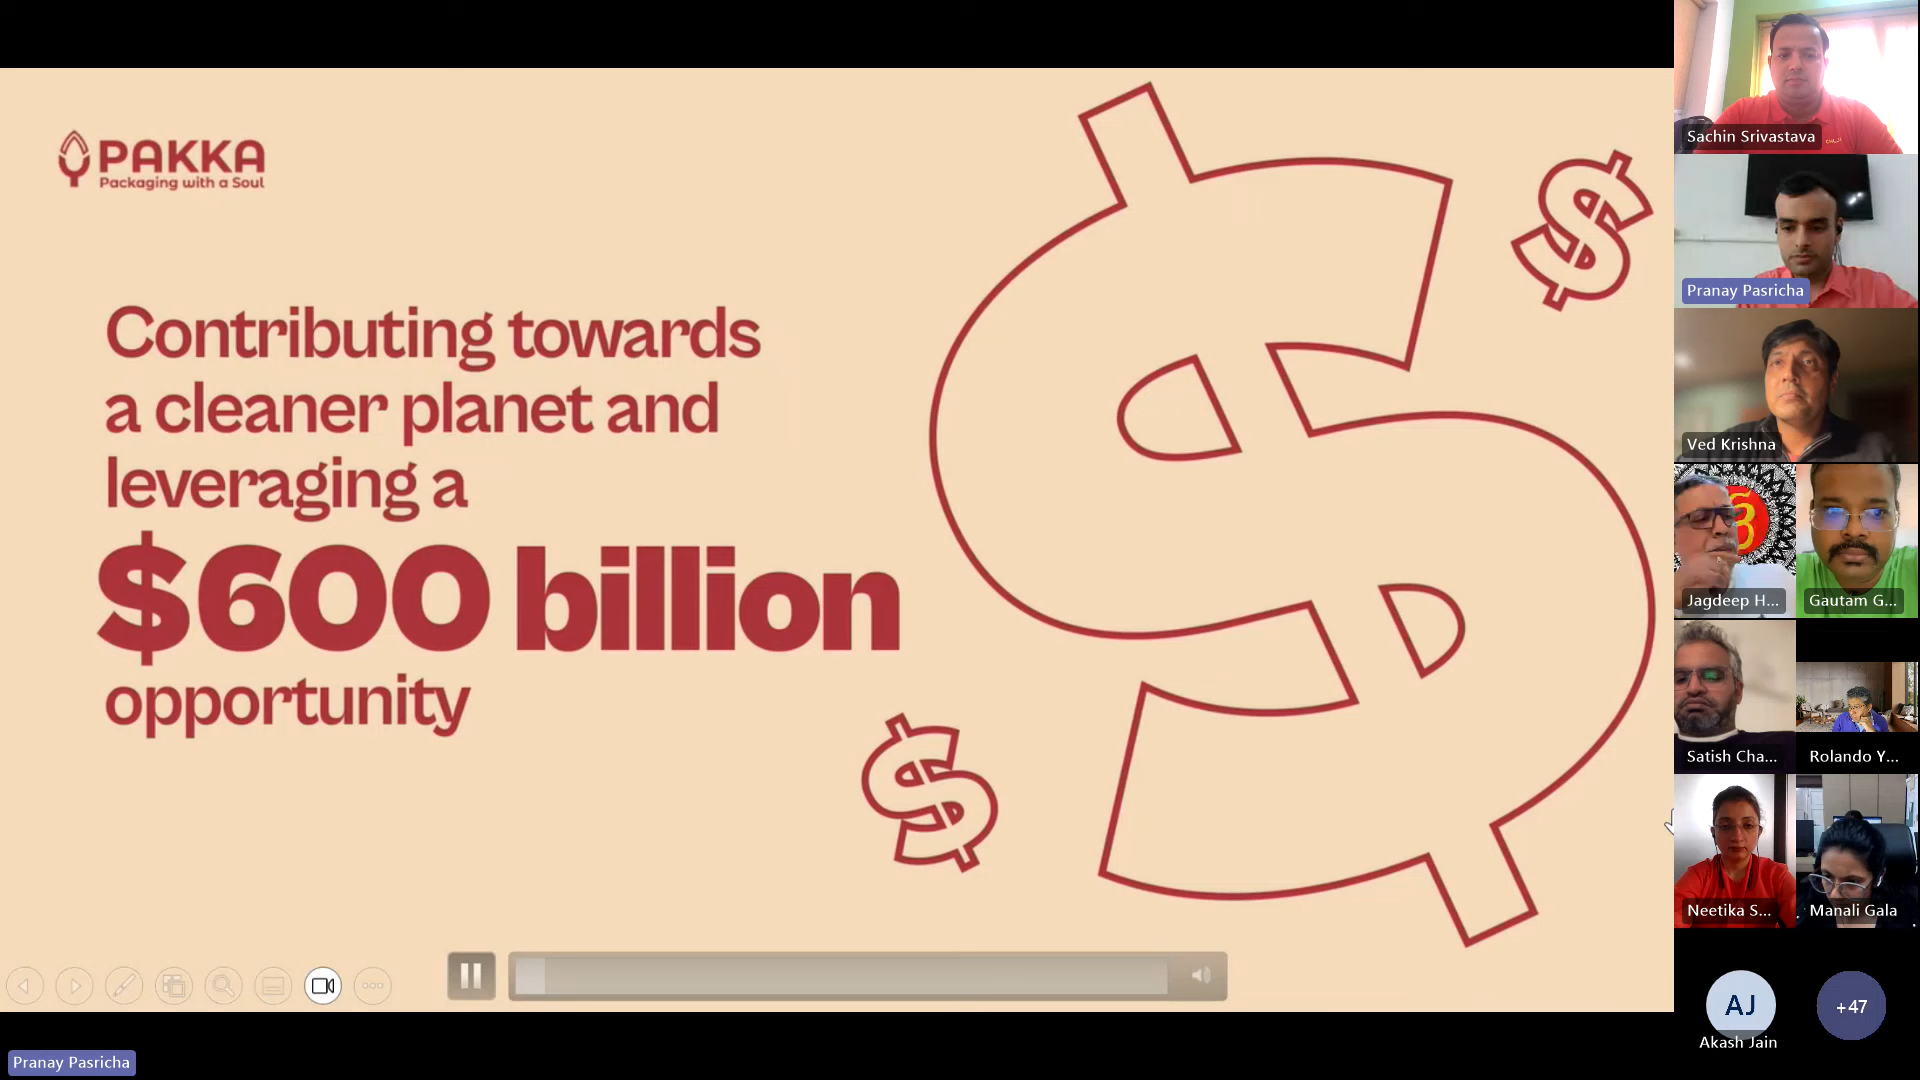 PAKKA
Packaging with a Soul
Contributing towards
a cleaner planet and
leveraging a
$600 billion
opportunity
Sachin Srivastava
Pranay Pasricha
Ved Krishna
Jagdeep H...
Gautam G...
Satish Cha...
Rolando Y...
Neetika S...
Manali Gala
AJ
+47
Akash Jain
Pranay Pasricha